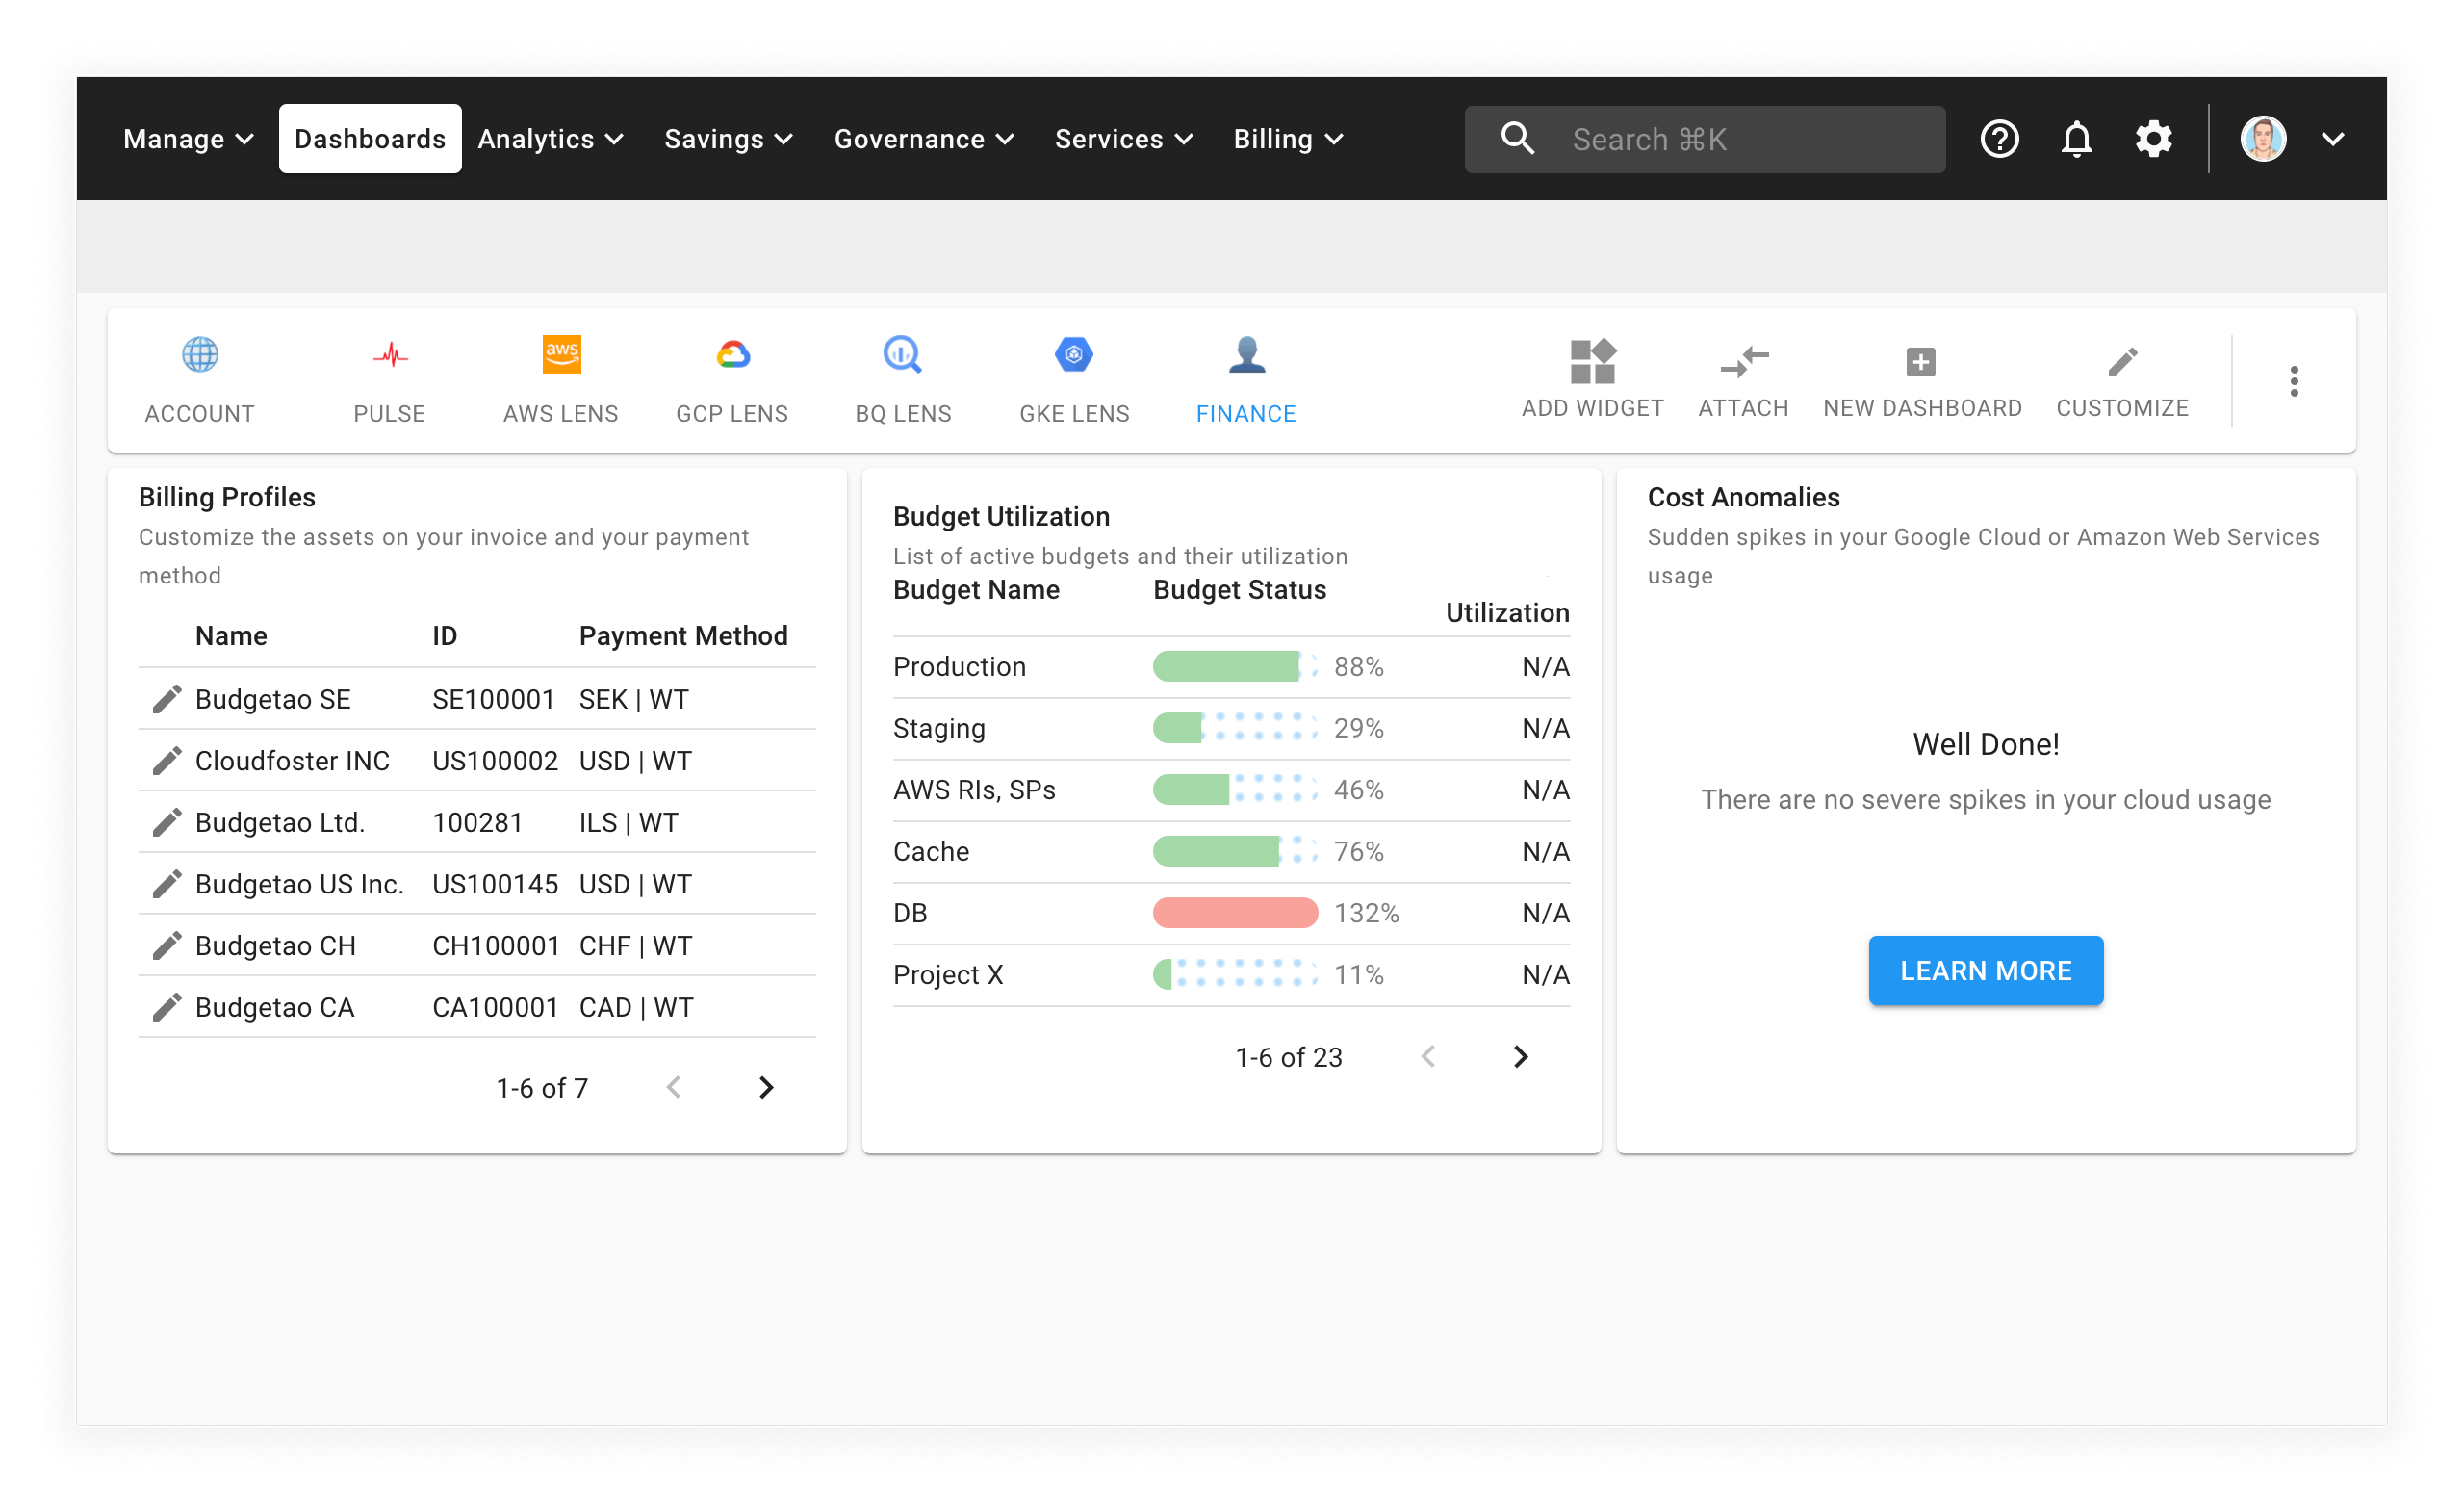 Manage Dashboards Analytics Savings Governance Services Billing Search ⌘K
aws
ACCOUNT PULSE AWS LENS GCP LENS BQ LENS GKE LENS FINANCE ADD WIDGET ATTACH NEW DASHBOARD CUSTOMIZE
Billing Profiles
Customize the assets on your invoice and your payment
method
Name ID Payment Method
Budgetao SE SE100001 SEK | WT
Cloudfoster INC US100002 USD | WT
Budgetao Ltd. 100281 ILS | WT
Budgetao US Inc. US100145 USD | WT
Budgetao CH CH100001 CHF | WT
Budgetao CA CA100001 CAD | WT
1-6 of 7
Budget Utilization
List of active budgets and their utilization
Budget Name Budget Status Utilization
Production 88% N/A
Staging 29% N/A
AWS RIs, SPs 46% N/A
Cache 76% N/A
DB 132% N/A
Project X 11% N/A
1-6 of 23
Cost Anomalies
Sudden spikes in your Google Cloud or Amazon Web Services
usage
Well Done!
There are no severe spikes in your cloud usage
LEARN MORE